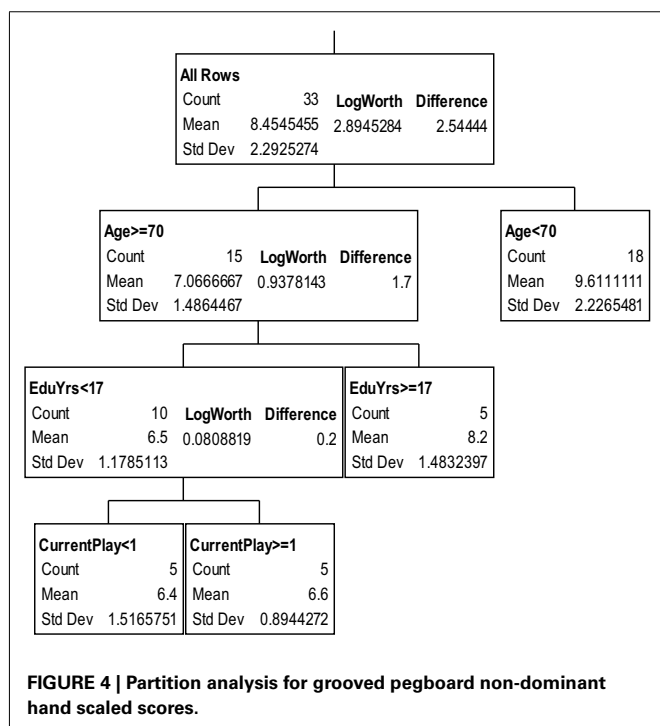 All Rows
Count 33 LogWorth Difference
Mean 8.4545455 2.8945284 2.54444
Std Dev 2.2925274
Age>=70
Count 15 LogWorth Difference
Mean 7.0666667 0.9378143 1.7
Std Dev 1.4864467
Age<70
Count 18
Mean 9.6111111
Std Dev 2.2265481
EduYrs<17
Count 10 LogWorth Difference
Mean 6.5 0.0808819 0.2
Std Dev 1.1785113
EduYrs>=17
Count 5
Mean 8.2
Std Dev 1.4832397
CurrentPlay<1
Count 5
Mean 6.4
Std Dev 1.5165751
CurrentPlay>=1
Count 5
Mean 6.6
Std Dev 0.8944272
FIGURE 4 | Partition analysis for grooved pegboard non-dominant
hand scaled scores.